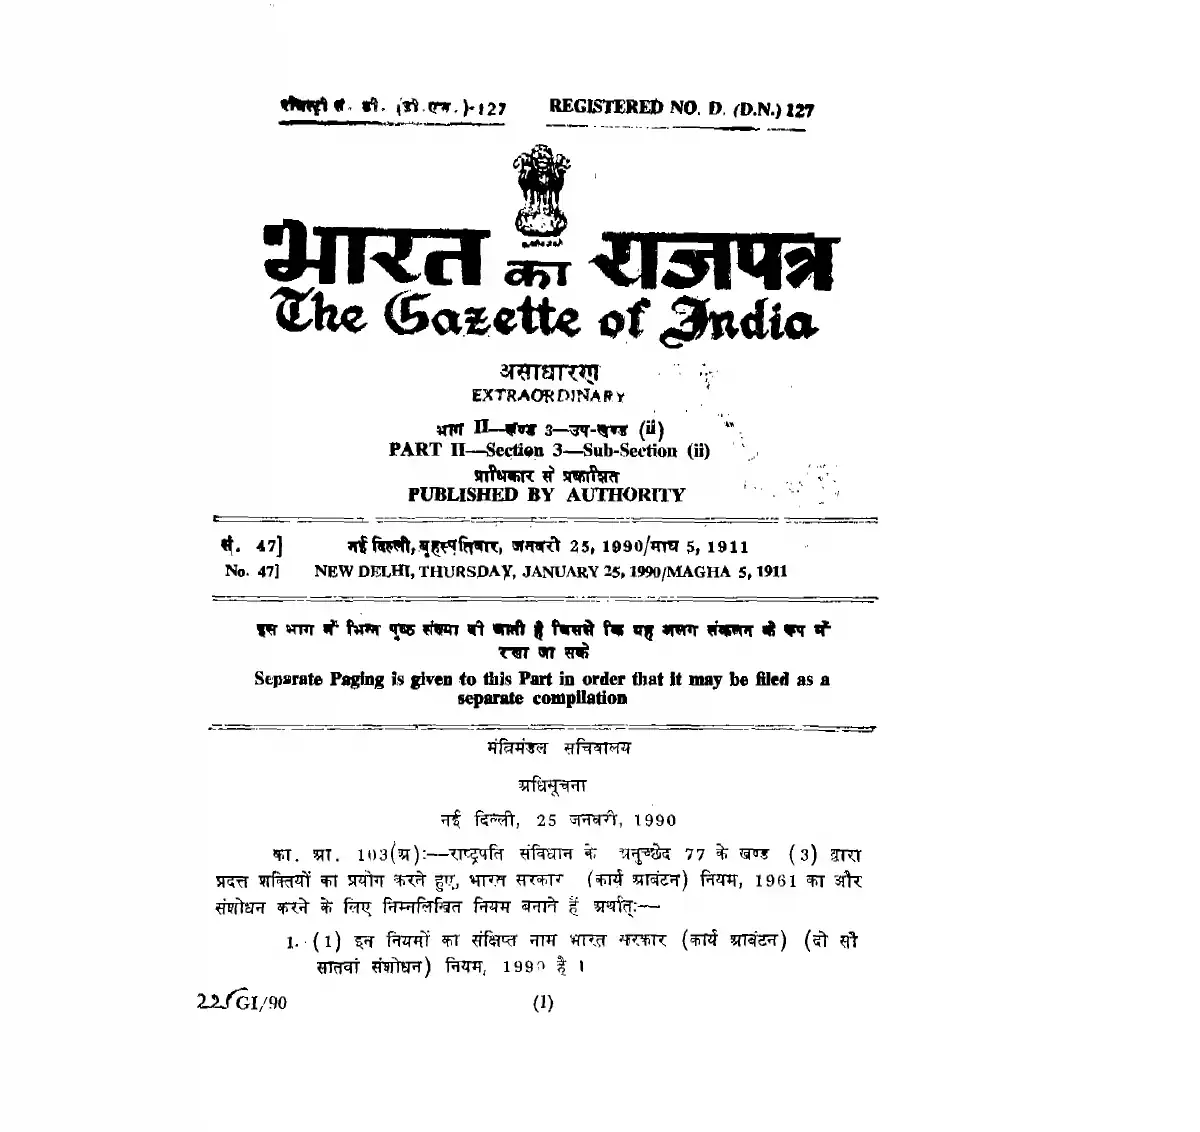 रजिस्ट्री सं. डी. (डी.एन.)-127
REGISTERED NO. D. (D.N.) 127
भारत का राजपत्र
The Gazette of India
असाधारण
EXTRAORDINARY
भाग II—खण्ड 3—उप-खण्ड (ii)
PART II—Section 3—Sub-Section (ii)
प्राधिकार से प्रकाशित
PUBLISHED BY AUTHORITY
सं. 47] नई दिल्ली, बृहस्पतिवार, जनवरी 25, 1990/माघ 5, 1911
No. 47] NEW DELHI, THURSDAY, JANUARY 25, 1990/MAGHA 5, 1911
इस भाग में भिन्न पृष्ठ संख्या दी जाती है जिससे कि यह अलग संकलन के रूप में
रखा जा सके
Separate Paging is given to this Part in order that it may be filed as a
separate compilation
मंत्रिमंडल सचिवालय
अधिसूचना
नई दिल्ली, 25 जनवरी, 1990
का. आ. 103(अ):—राष्ट्रपति संविधान के अनुच्छेद 77 के खण्ड (3) द्वारा
प्रदत्त शक्तियों का प्रयोग करते हुए, भारत सरकार (कार्य आबंटन) नियम, 1961 का और
संशोधन करने के लिए निम्नलिखित नियम बनाते हैं अर्थात्:—
1. (1) इन नियमों का संक्षिप्त नाम भारत सरकार (कार्य आबंटन) (दो सौ
सातवां संशोधन) नियम, 1990 है ।
225 GI/90 (1)